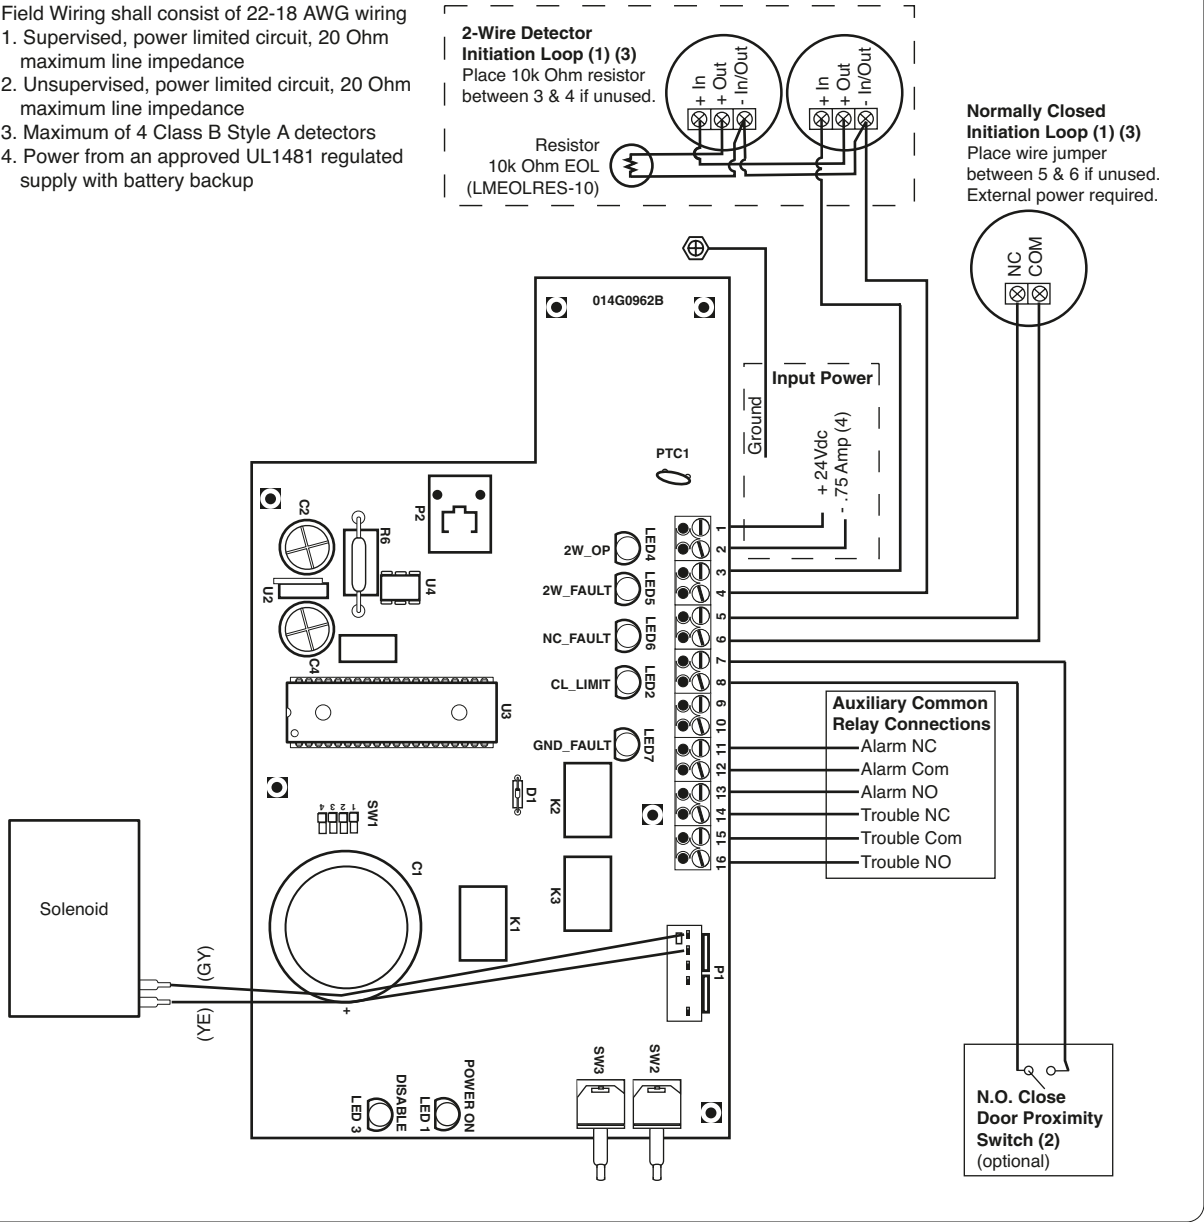 Field Wiring shall consist of 22-18 AWG wiring
1. Supervised, power limited circuit, 20 Ohm
maximum line impedance
2. Unsupervised, power limited circuit, 20 Ohm
maximum line impedance
3. Maximum of 4 Class B Style A detectors
4. Power from an approved UL1481 regulated
supply with battery backup
2-Wire Detector
Initiation Loop (1) (3)
Place 10k Ohm resistor
between 3 & 4 if unused.
Resistor
10k Ohm EOL
(LMEOLRES-10)
+ In
+ Out
- In/Out
+ In
+ Out
- In/Out
Normally Closed
Initiation Loop (1) (3)
Place wire jumper
between 5 & 6 if unused.
External power required.
NC
COM
014G0962B
Input Power
Ground
+ 24Vdc
- .75 Amp (4)
PTC1
C2
R6
P2
U2
U4
C4
U3
2W_OP
LED4
2W_FAULT
LED5
NC_FAULT
LED6
CL_LIMIT
LED2
GND_FAULT
LED7
1
2
3
4
5
6
7
8
9
10
11
12
13
14
15
16
Auxiliary Common
Relay Connections
Alarm NC
Alarm Com
Alarm NO
Trouble NC
Trouble Com
Trouble NO
D1
K2
K3
K1
4
3
2
1
SW1
C1
+
P1
Solenoid
(GY)
(YE)
SW3
SW2
DISABLE
LED 3
POWER ON
LED 1
N.O. Close
Door Proximity
Switch (2)
(optional)